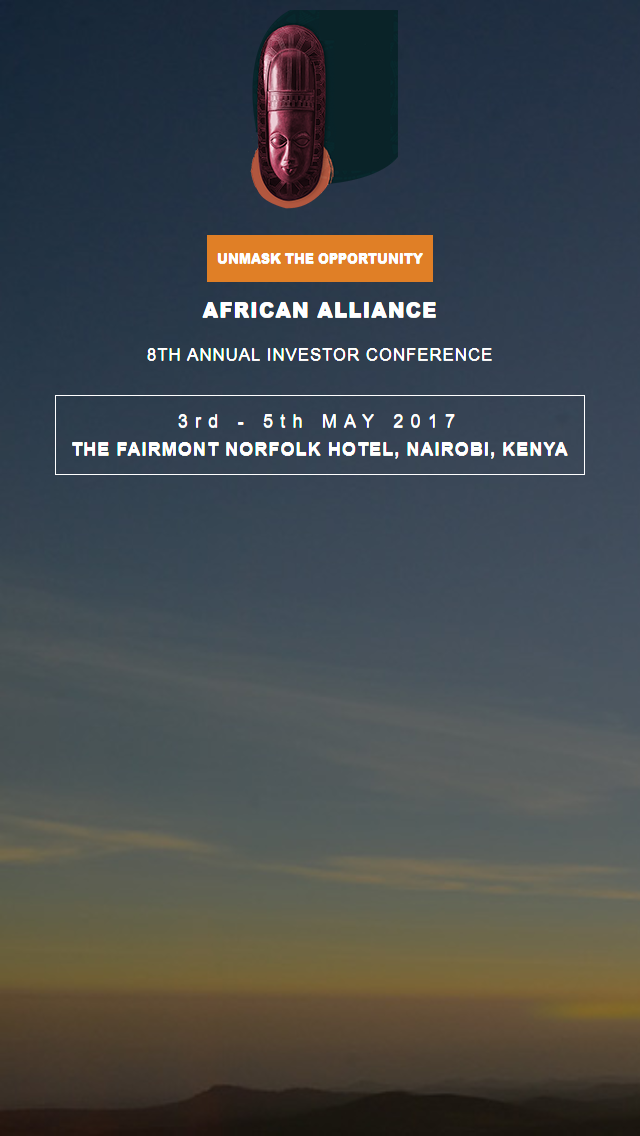 UNMASK THE OPPORTUNITY
AFRICAN ALLIANCE
8TH ANNUAL INVESTOR CONFERENCE
3rd - 5th MAY 2017
THE FAIRMONT NORFOLK HOTEL, NAIROBI, KENYA